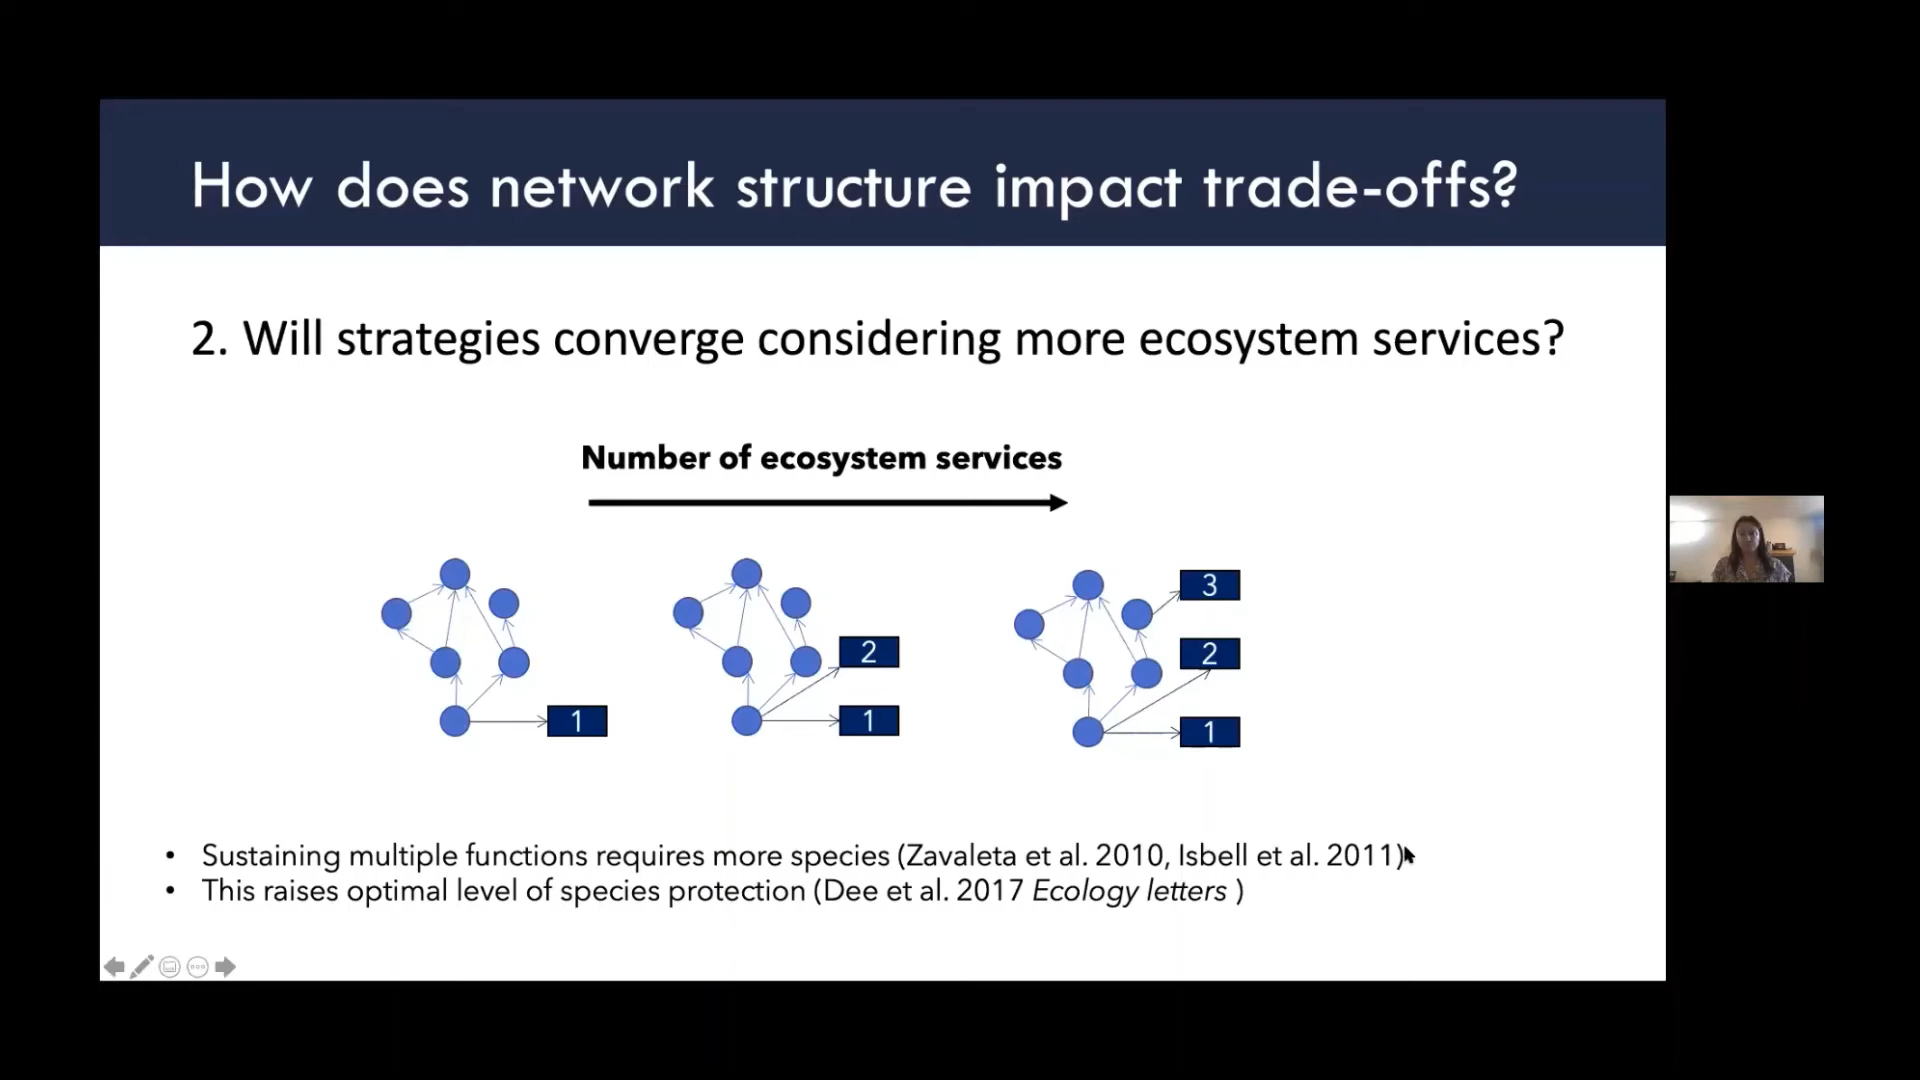 How does network structure impact trade-offs?
2. Will strategies converge considering more ecosystem services?
Number of ecosystem services
1
2
1
3
2
1
• Sustaining multiple functions requires more species (Zavaleta et al. 2010, Isbell et al. 2011)
• This raises optimal level of species protection (Dee et al. 2017 Ecology letters )